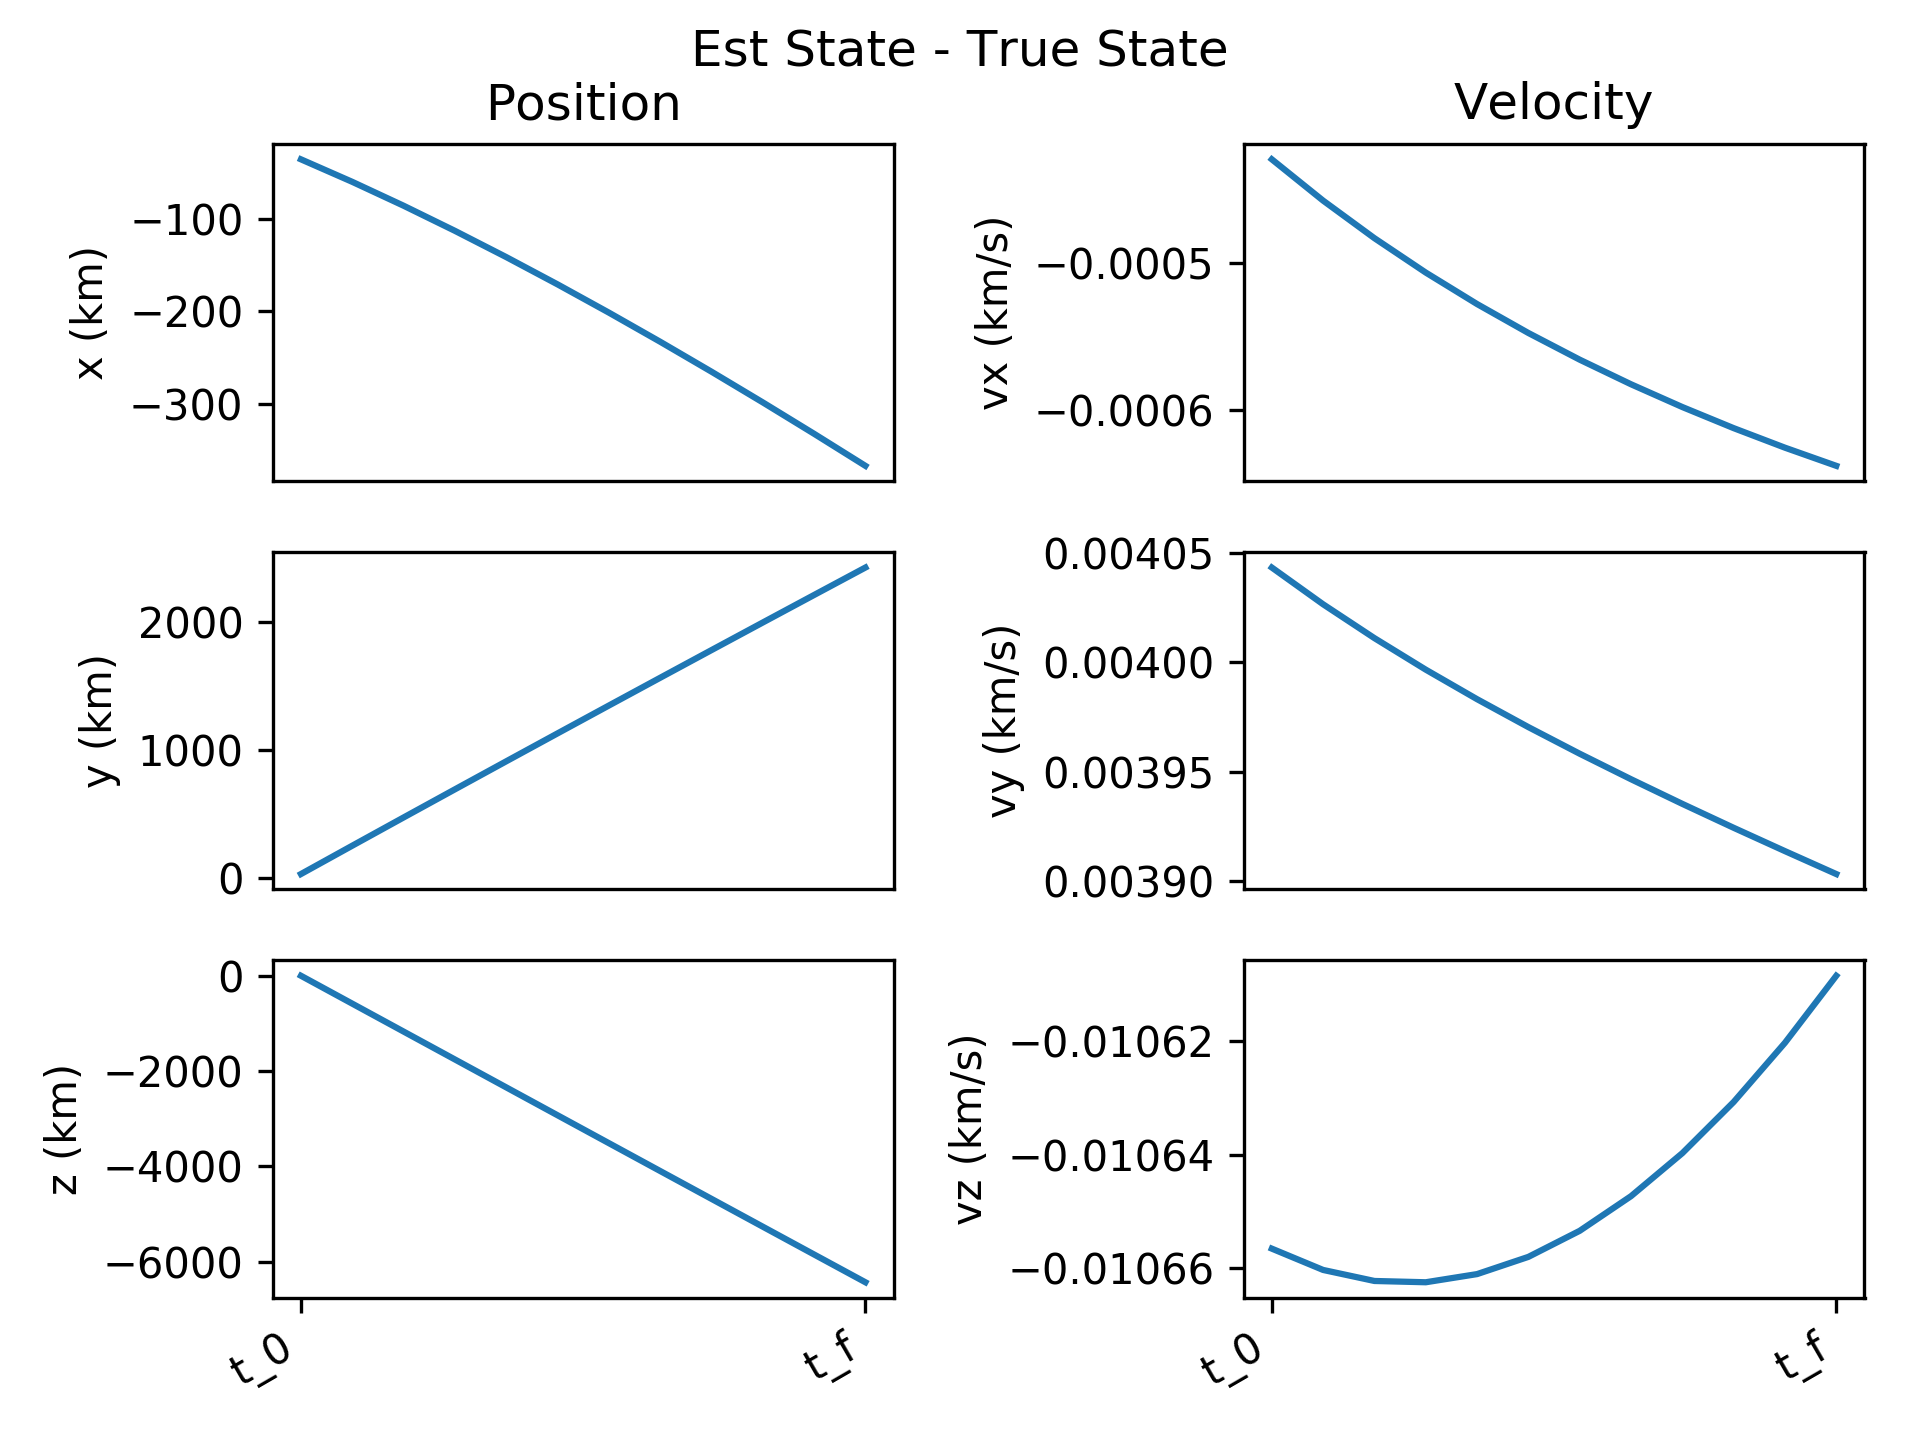 Est State - True State
Position
Velocity
x (km)
−100
−200
−300
vx (km/s)
−0.0005
−0.0006
y (km)
2000
1000
0
vy (km/s)
0.00405
0.00400
0.00395
0.00390
z (km)
0
−2000
−4000
−6000
t_0
t_f
vz (km/s)
−0.01062
−0.01064
−0.01066
t_0
t_f